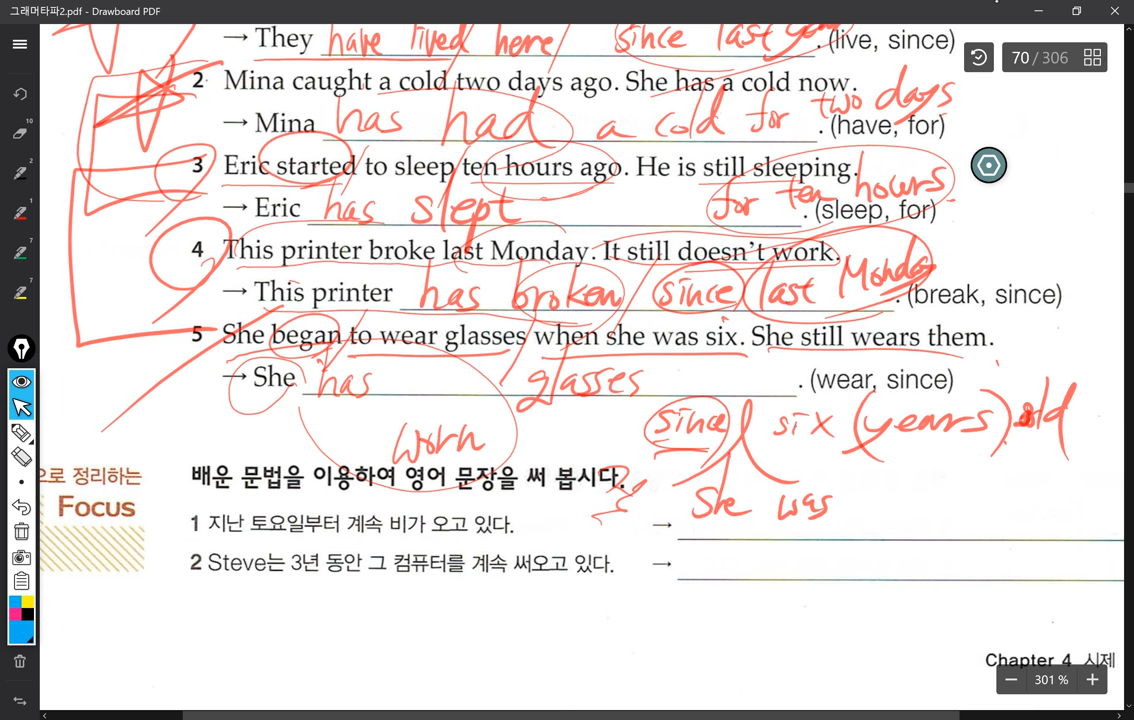 그래머타파2.pdf - Drawboard PDF
→ They have lived here / since last year . (live, since)
70 / 306
2 Mina caught a cold two days ago. She has a cold now.
→ Mina has had a cold for two days . (have, for)
3 Eric started to sleep ten hours ago. He is still sleeping.
→ Eric has slept for ten hours . (sleep, for)
4 This printer broke last Monday. It still doesn't work.
→ This printer has broken / since last Monday . (break, since)
5 She began to wear glasses when she was six. She still wears them.
→ She has worn glasses . (wear, since)
since six (years) old
She was
으로 정리하는
Focus
배운 문법을 이용하여 영어 문장을 써 봅시다.
1 지난 토요일부터 계속 비가 오고 있다. →
2 Steve는 3년 동안 그 컴퓨터를 계속 써오고 있다. →
Chapter 4 시제
301 %
10
2
1
7
7